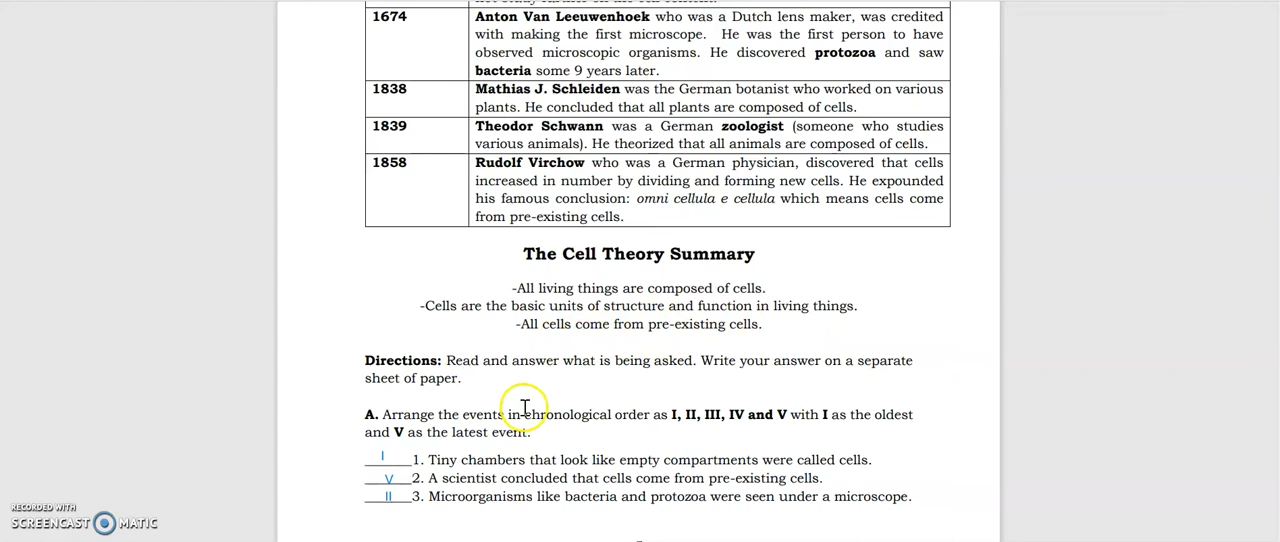 not study further on the cell content.
1674
Anton Van Leeuwenhoek who was a Dutch lens maker, was credited
with making the first microscope. He was the first person to have
observed microscopic organisms. He discovered protozoa and saw
bacteria some 9 years later.
1838
Mathias J. Schleiden was the German botanist who worked on various
plants. He concluded that all plants are composed of cells.
1839
Theodor Schwann was a German zoologist (someone who studies
various animals). He theorized that all animals are composed of cells.
1858
Rudolf Virchow who was a German physician, discovered that cells
increased in number by dividing and forming new cells. He expounded
his famous conclusion: omni cellula e cellula which means cells come
from pre-existing cells.
The Cell Theory Summary
-All living things are composed of cells.
-Cells are the basic units of structure and function in living things.
-All cells come from pre-existing cells.
Directions: Read and answer what is being asked. Write your answer on a separate
sheet of paper.
A. Arrange the events in chronological order as I, II, III, IV and V with I as the oldest
and V as the latest event.
I 1. Tiny chambers that look like empty compartments were called cells.
V 2. A scientist concluded that cells come from pre-existing cells.
II 3. Microorganisms like bacteria and protozoa were seen under a microscope.
RECORDED WITH
SCREENCAST MATIC